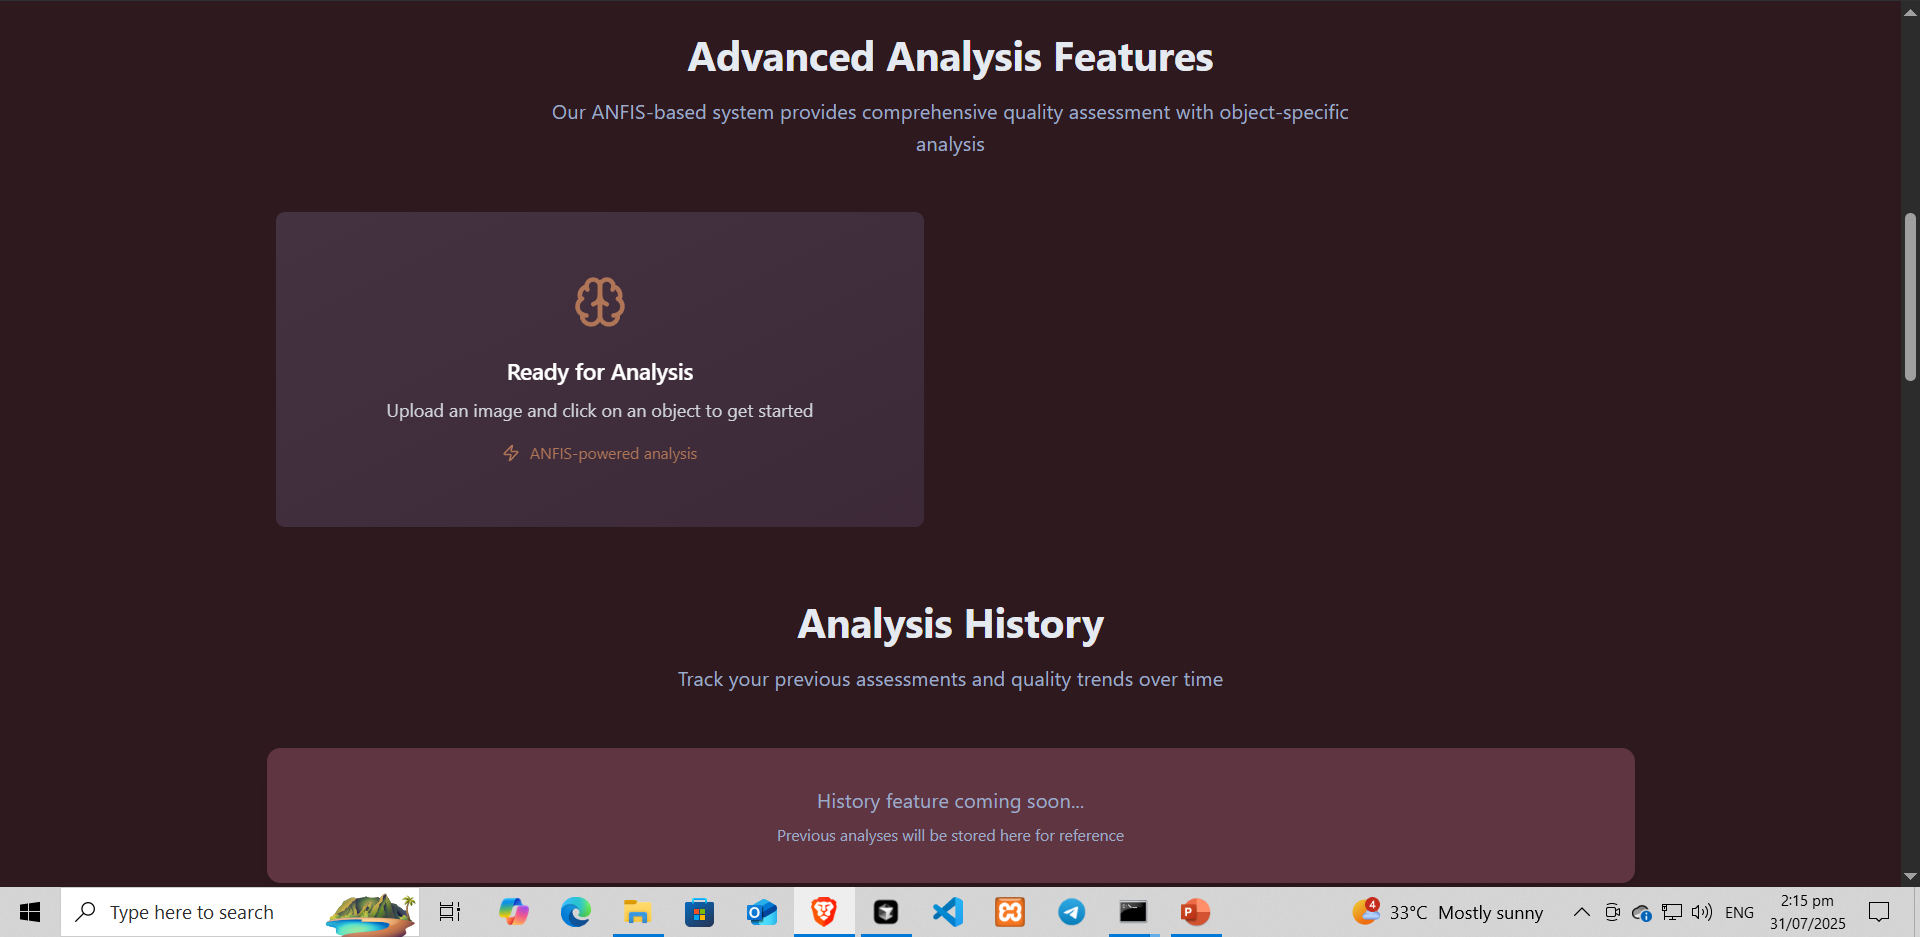 Advanced Analysis Features
Our ANFIS-based system provides comprehensive quality assessment with object-specific
analysis
Ready for Analysis
Upload an image and click on an object to get started
ANFIS-powered analysis
Analysis History
Track your previous assessments and quality trends over time
History feature coming soon...
Previous analyses will be stored here for reference
Type here to search
4
33°C Mostly sunny
ENG
2:15 pm
31/07/2025